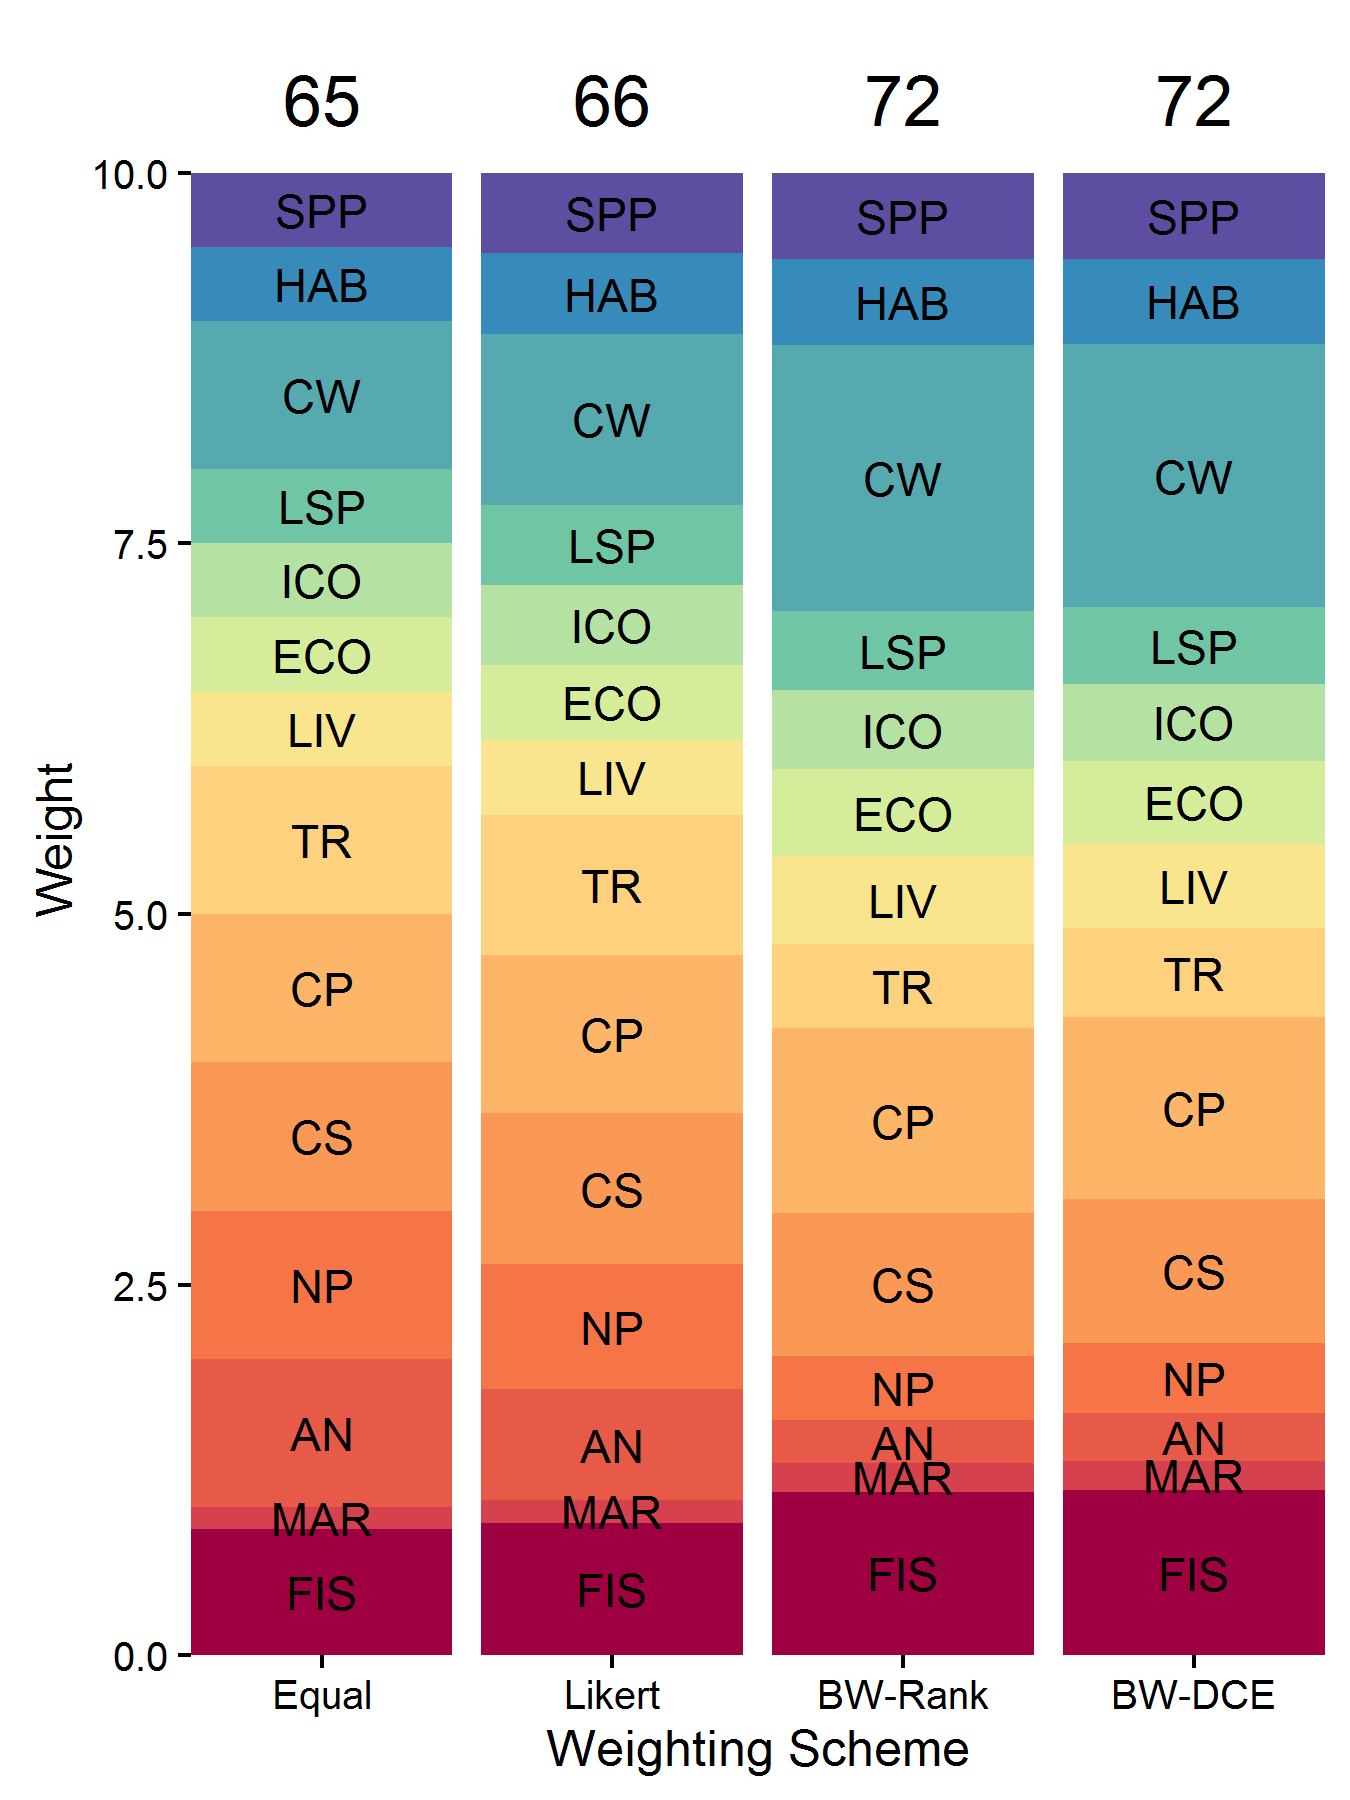 65 66 72 72
10.0
SPP SPP SPP SPP
HAB HAB HAB HAB
CW CW CW CW
LSP LSP LSP LSP
7.5
ICO ICO ICO ICO
ECO ECO ECO ECO
LIV LIV LIV LIV
TR TR TR TR
5.0
CP CP CP CP
CS CS CS CS
2.5
NP NP NP NP
AN AN AN AN
MAR MAR MAR MAR
FIS FIS FIS FIS
0.0
Weight
Equal Likert BW-Rank BW-DCE
Weighting Scheme